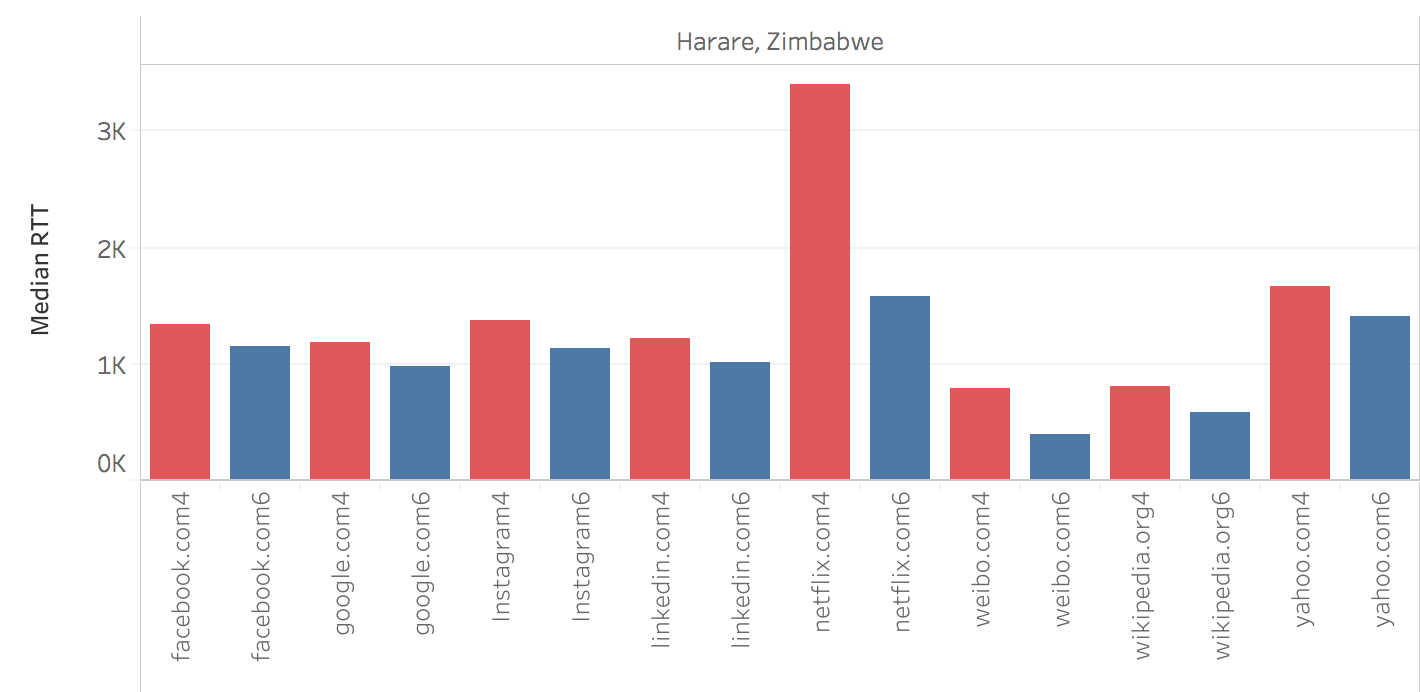 Harare, Zimbabwe
Median RTT
3K
2K
1K
0K
facebook.com4
facebook.com6
google.com4
google.com6
Instagram4
Instagram6
linkedin.com4
linkedin.com6
netflix.com4
netflix.com6
weibo.com4
weibo.com6
wikipedia.org4
wikipedia.org6
yahoo.com4
yahoo.com6